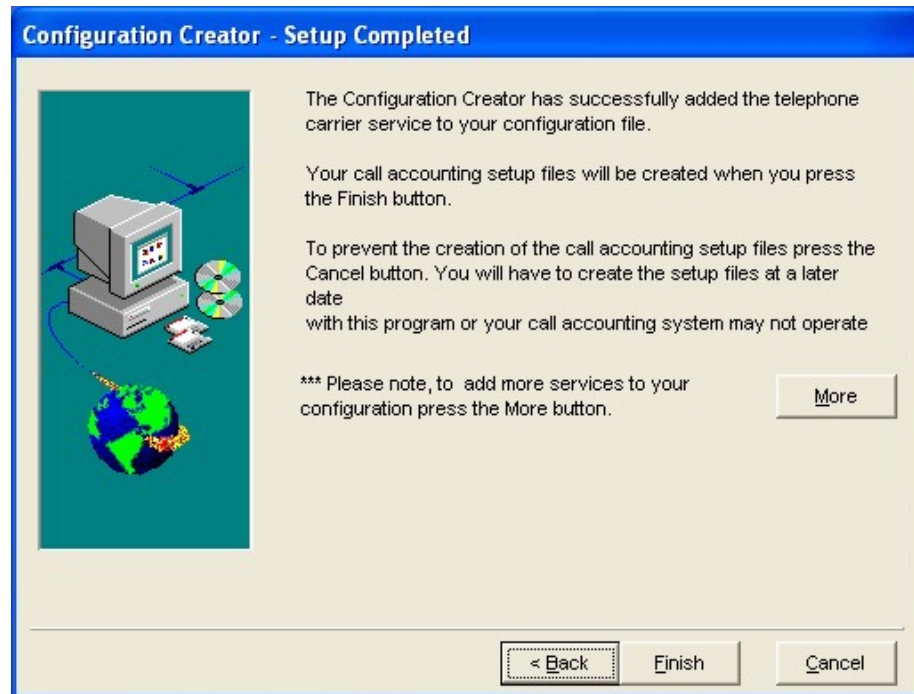 Configuration Creator - Setup Completed
The Configuration Creator has successfully added the telephone
carrier service to your configuration file.
Your call accounting setup files will be created when you press
the Finish button.
To prevent the creation of the call accounting setup files press the
Cancel button. You will have to create the setup files at a later
date
with this program or your call accounting system may not operate
*** Please note, to  add more services to your
configuration press the More button.
More
< Back
Finish
Cancel